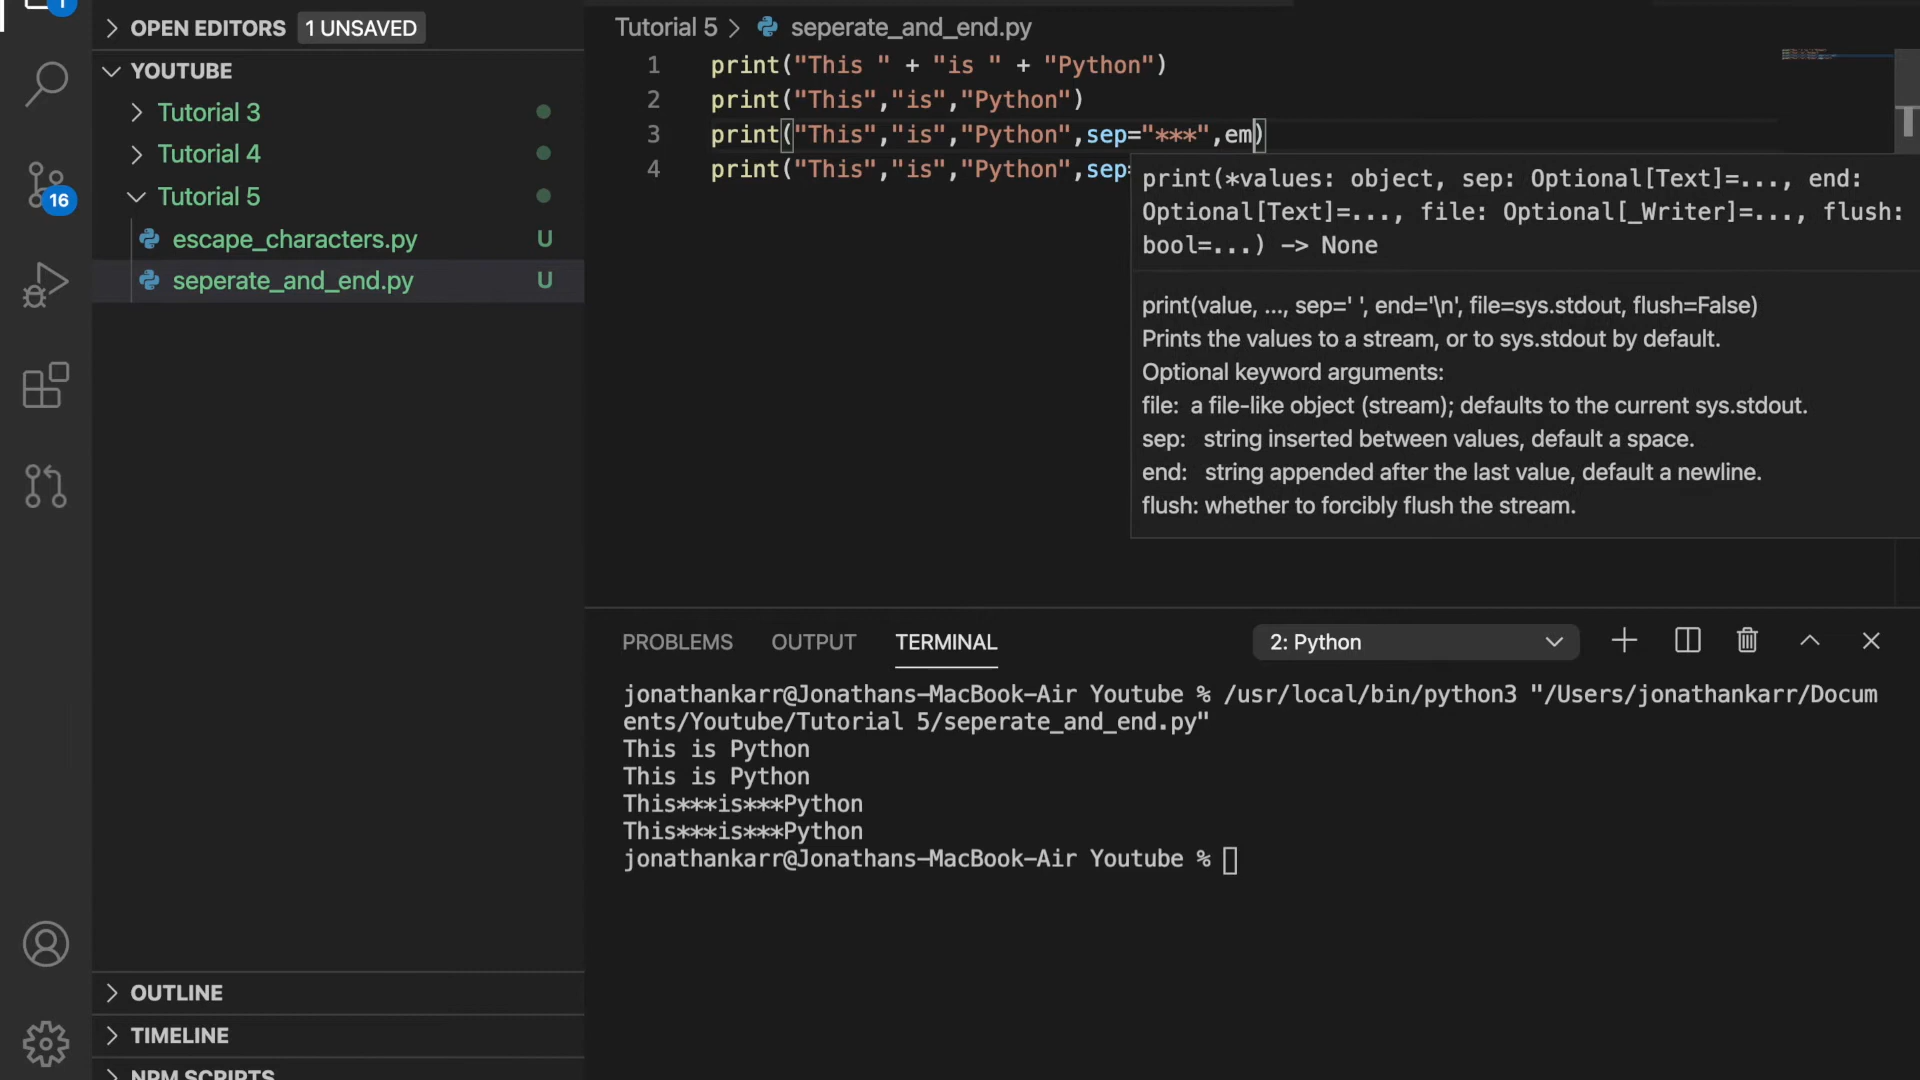 1
OPEN EDITORS 1 UNSAVED
YOUTUBE
Tutorial 3
Tutorial 4
16
Tutorial 5
escape_characters.py U
seperate_and_end.py U
OUTLINE
TIMELINE
NPM SCRIPTS
Tutorial 5 > seperate_and_end.py
1 print("This " + "is " + "Python")
2 print("This","is","Python")
3 print("This","is","Python",sep="***",em)
4 print("This","is","Python",sep=
print(*values: object, sep: Optional[Text]=..., end:
Optional[Text]=..., file: Optional[_Writer]=..., flush:
bool=...) -> None
print(value, ..., sep=' ', end='\n', file=sys.stdout, flush=False)
Prints the values to a stream, or to sys.stdout by default.
Optional keyword arguments:
file: a file-like object (stream); defaults to the current sys.stdout.
sep: string inserted between values, default a space.
end: string appended after the last value, default a newline.
flush: whether to forcibly flush the stream.
PROBLEMS OUTPUT TERMINAL 2: Python
jonathankarr@Jonathans-MacBook-Air Youtube % /usr/local/bin/python3 "/Users/jonathankarr/Docum
ents/Youtube/Tutorial 5/seperate_and_end.py"
This is Python
This is Python
This***is***Python
This***is***Python
jonathankarr@Jonathans-MacBook-Air Youtube %